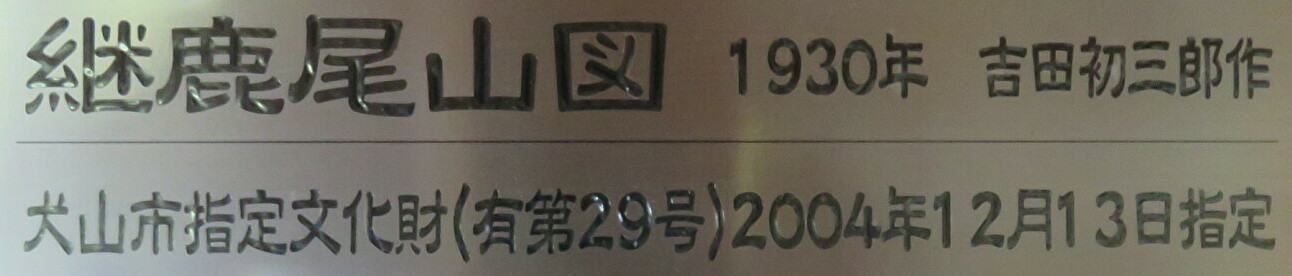 継鹿尾山図 1930年 吉田初三郎作
犬山市指定文化財(有第29号)2004年12月13日指定